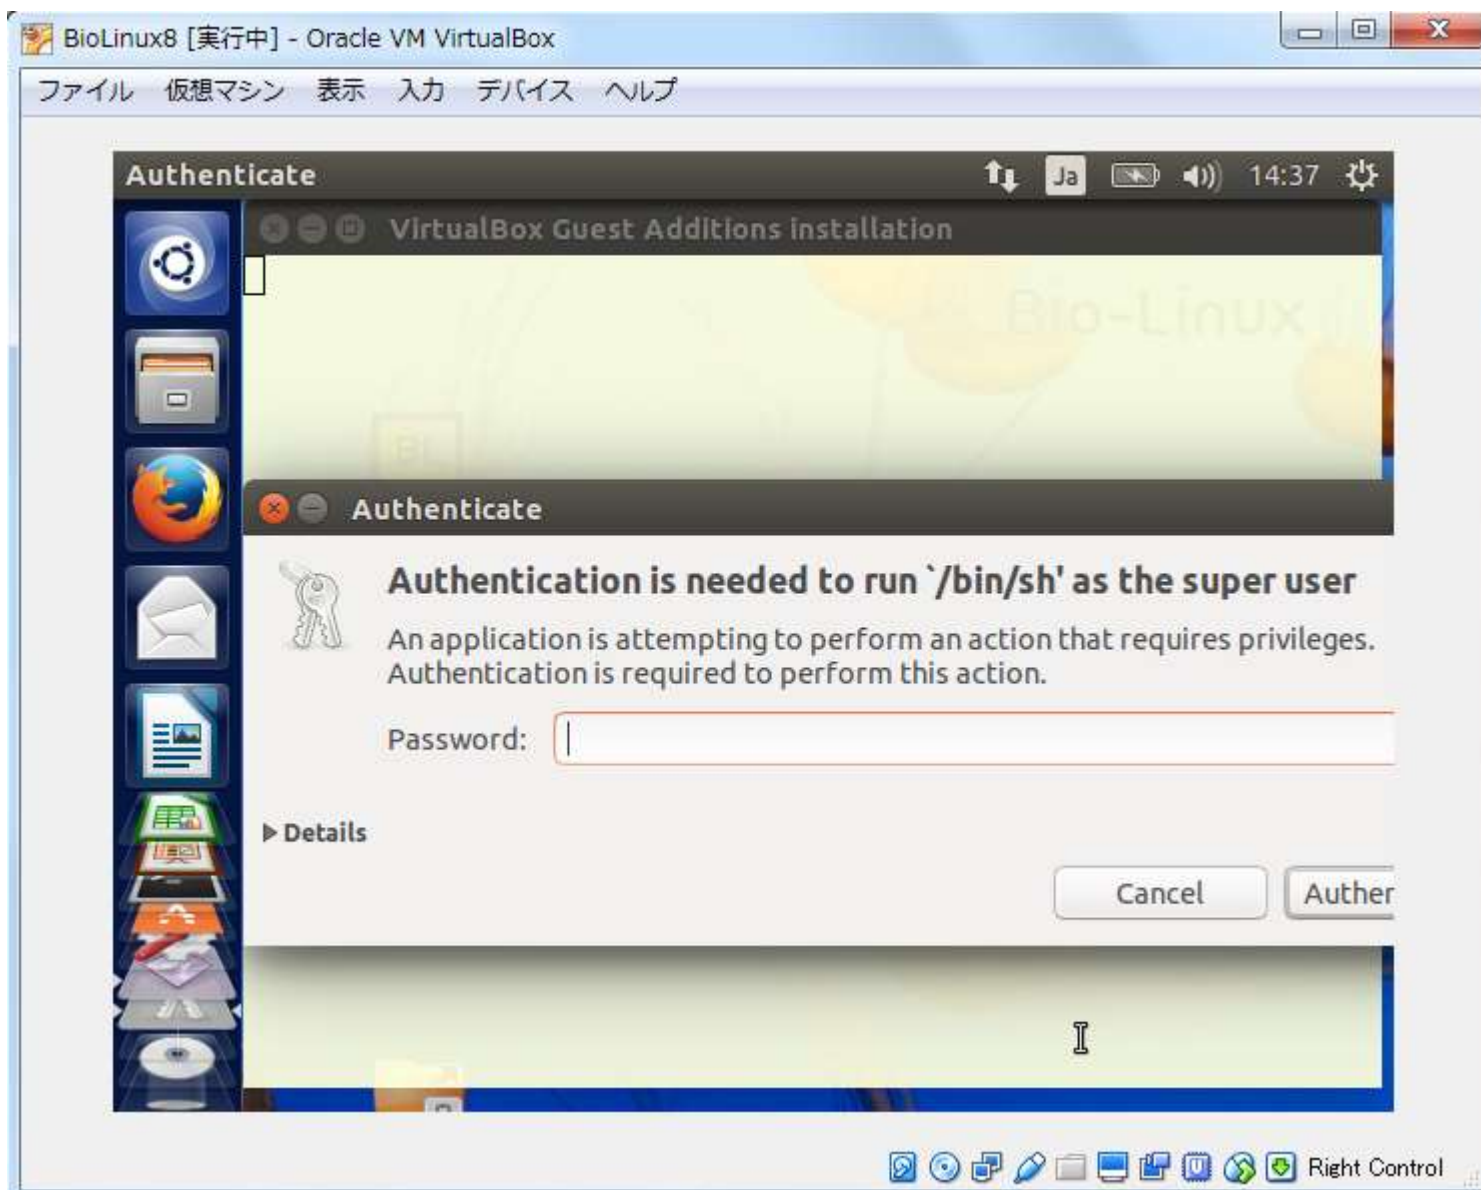 BioLinux8 [実行中] - Oracle VM VirtualBox
ファイル 仮想マシン 表示 入力 デバイス ヘルプ
Authenticate Ja 14:37
VirtualBox Guest Additions installation
Bio-Linux
BL
Authenticate
Authentication is needed to run `/bin/sh' as the super user
An application is attempting to perform an action that requires privileges.
Authentication is required to perform this action.
Password:
Details
Cancel Authen
Right Control